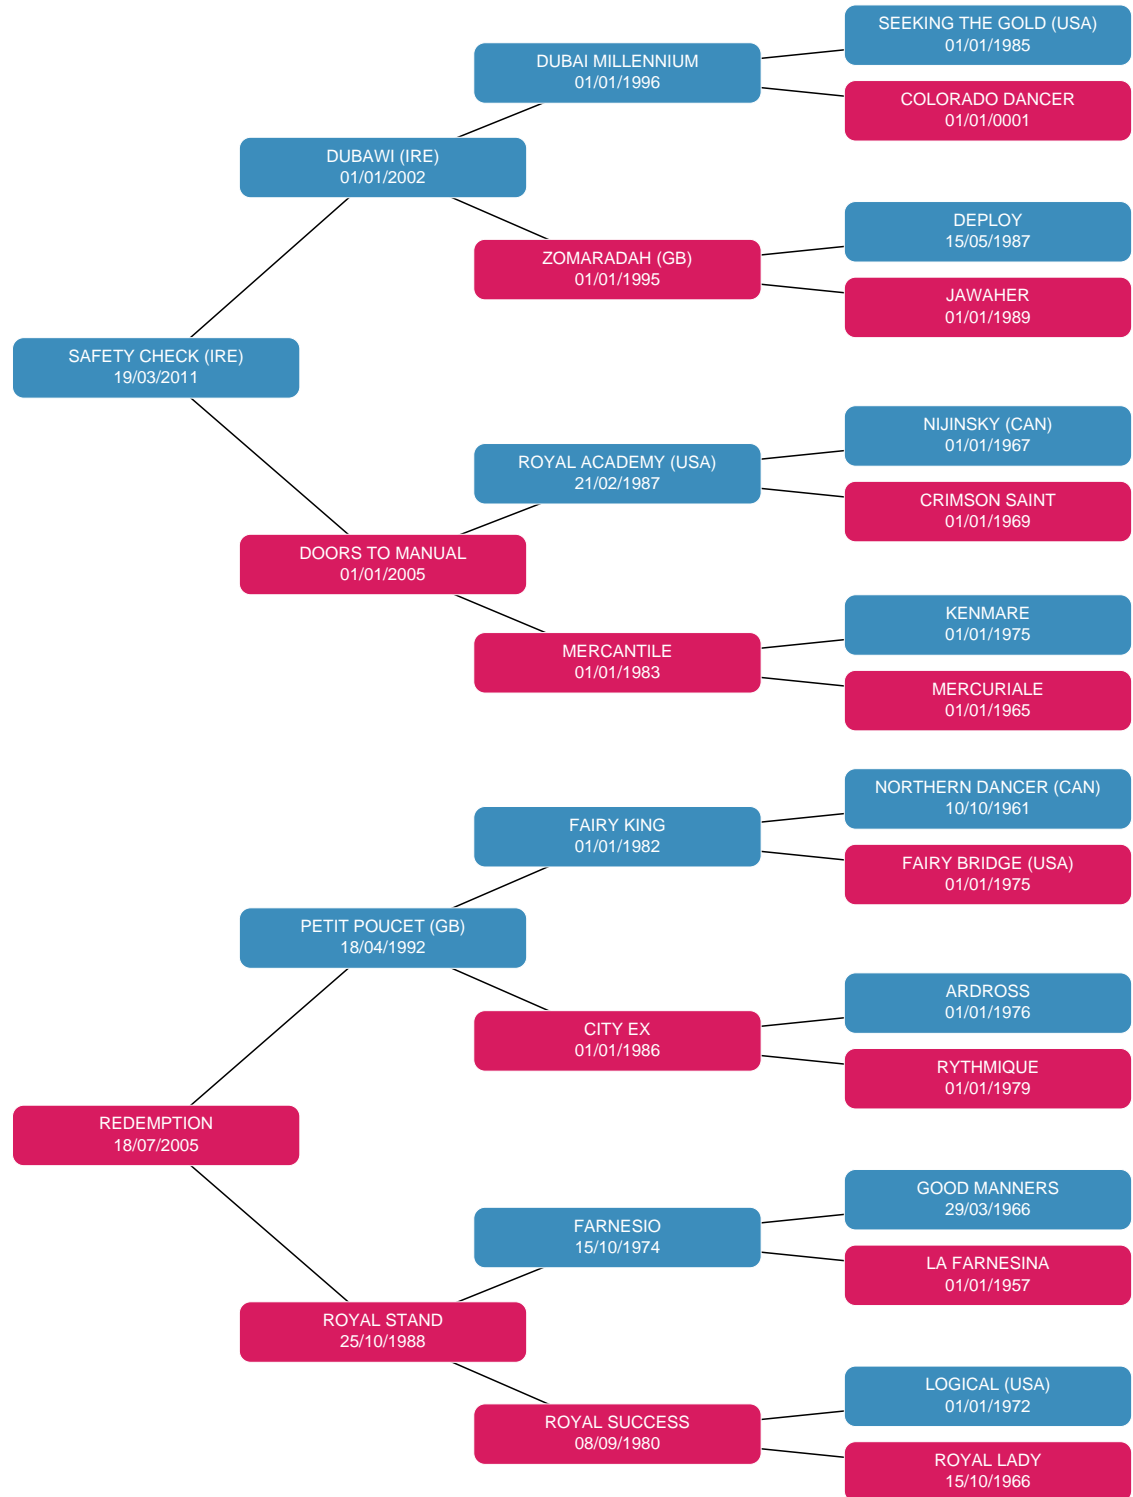 SEEKING THE GOLD (USA)
01/01/1985
DUBAI MILLENNIUM
01/01/1996
COLORADO DANCER
01/01/0001
DUBAWI (IRE)
01/01/2002
DEPLOY
15/05/1987
ZOMARADAH (GB)
01/01/1995
JAWAHER
01/01/1989
SAFETY CHECK (IRE)
19/03/2011
NIJINSKY (CAN)
01/01/1967
ROYAL ACADEMY (USA)
21/02/1987
CRIMSON SAINT
01/01/1969
DOORS TO MANUAL
01/01/2005
KENMARE
01/01/1975
MERCANTILE
01/01/1983
MERCURIALE
01/01/1965
NORTHERN DANCER (CAN)
10/10/1961
FAIRY KING
01/01/1982
FAIRY BRIDGE (USA)
01/01/1975
PETIT POUCET (GB)
18/04/1992
ARDROSS
01/01/1976
CITY EX
01/01/1986
RYTHMIQUE
01/01/1979
REDEMPTION
18/07/2005
GOOD MANNERS
29/03/1966
FARNESIO
15/10/1974
LA FARNESINA
01/01/1957
ROYAL STAND
25/10/1988
LOGICAL (USA)
01/01/1972
ROYAL SUCCESS
08/09/1980
ROYAL LADY
15/10/1966